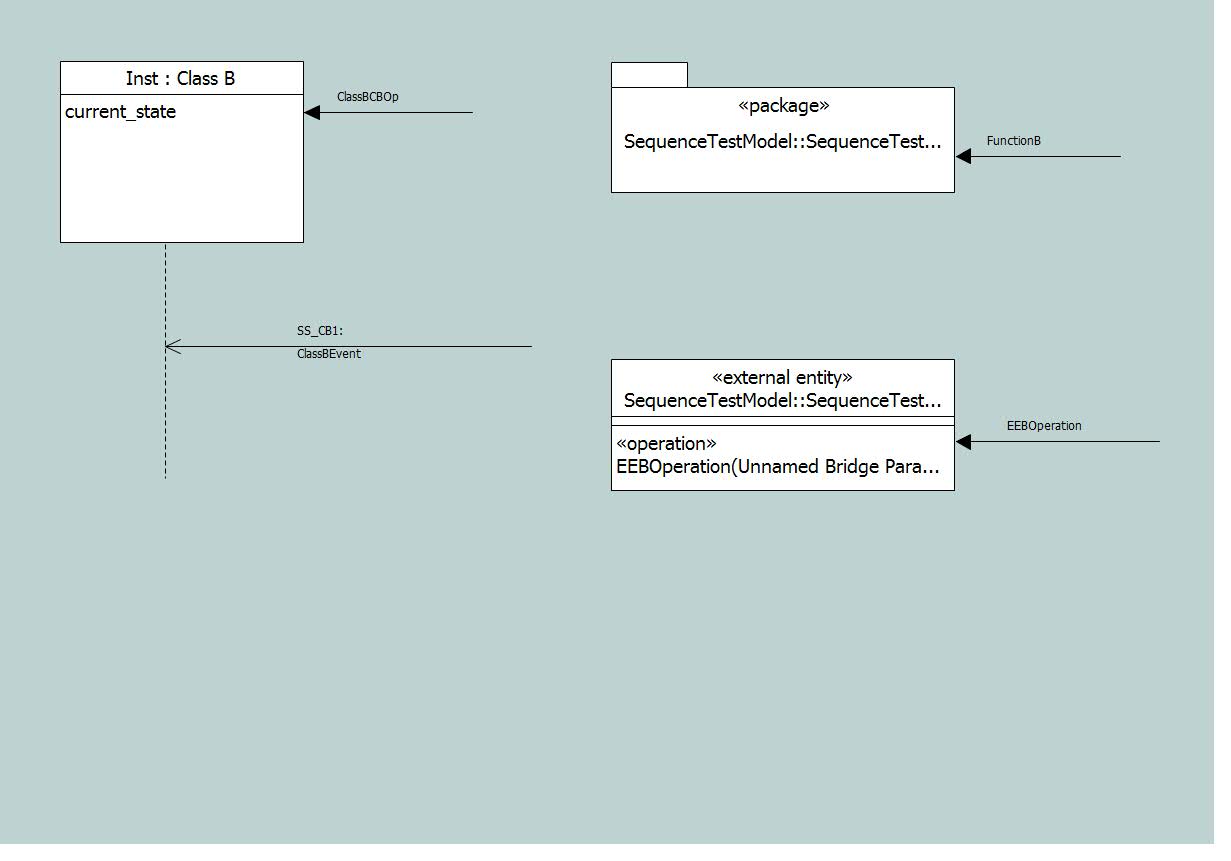 Inst : Class B
current_state
ClassBCBOp
«package»
SequenceTestModel::SequenceTest...
FunctionB
SS_CB1:
ClassBEvent
«external entity»
SequenceTestModel::SequenceTest...
«operation»
EEBOperation(Unnamed Bridge Para...
EEBOperation